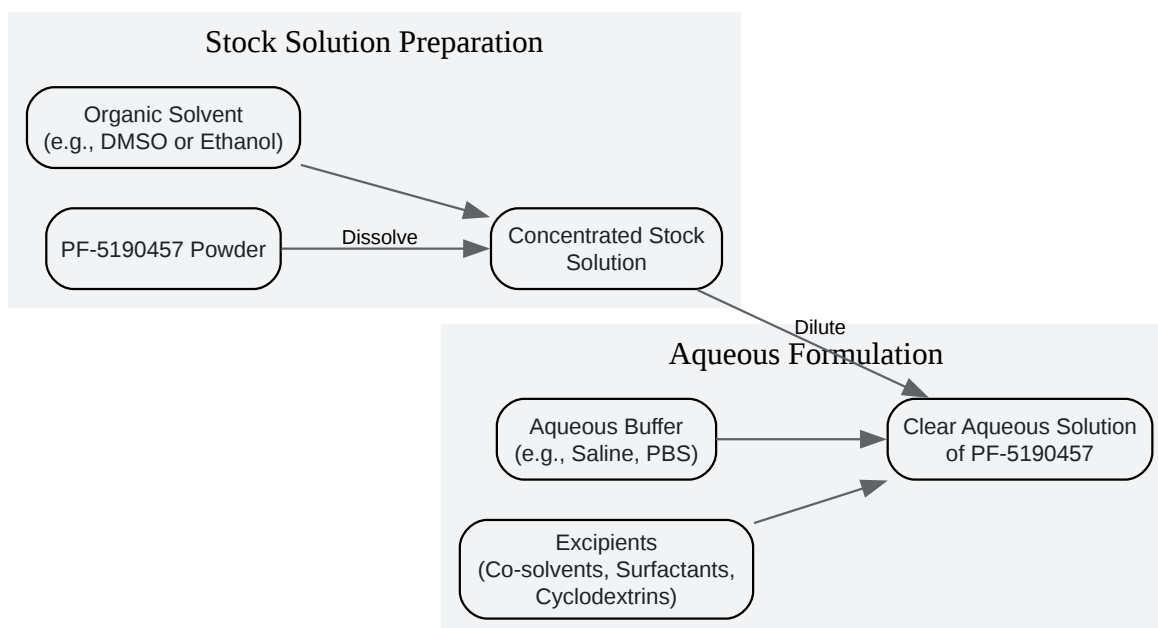 Stock Solution Preparation
Organic Solvent
(e.g., DMSO or Ethanol)
PF-5190457 Powder
Dissolve
Concentrated Stock
Solution
Dilute
Aqueous Formulation
Aqueous Buffer
(e.g., Saline, PBS)
Clear Aqueous Solution
of PF-5190457
Excipients
(Co-solvents, Surfactants,
Cyclodextrins)